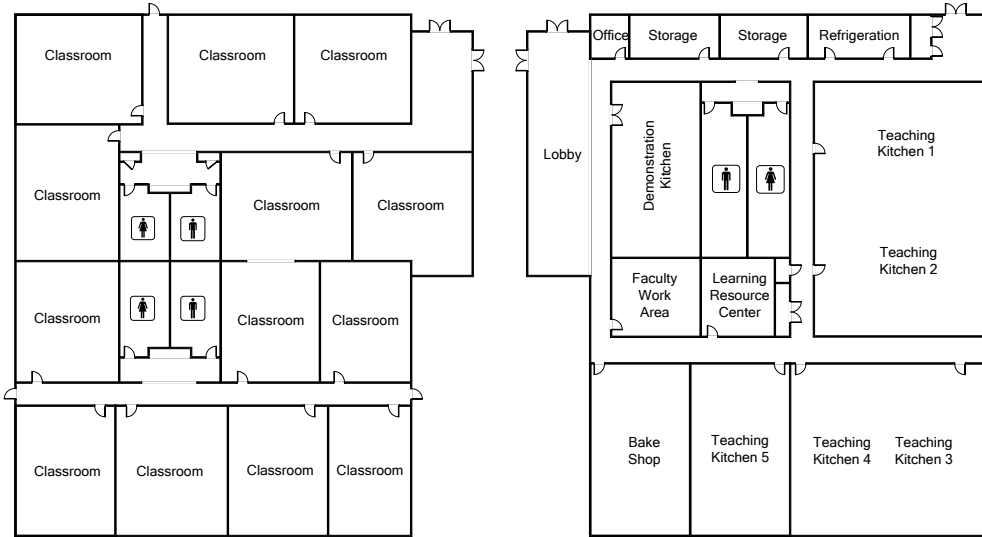 Classroom
Classroom
Classroom
Classroom
Classroom
Classroom
Classroom
Classroom
Classroom
Classroom
Classroom
Classroom
Classroom
Office
Storage
Storage
Refrigeration
Lobby
Demonstration
Kitchen
Teaching
Kitchen 1
Teaching
Kitchen 2
Faculty
Work
Area
Learning
Resource
Center
Bake
Shop
Teaching
Kitchen 5
Teaching
Kitchen 4
Teaching
Kitchen 3